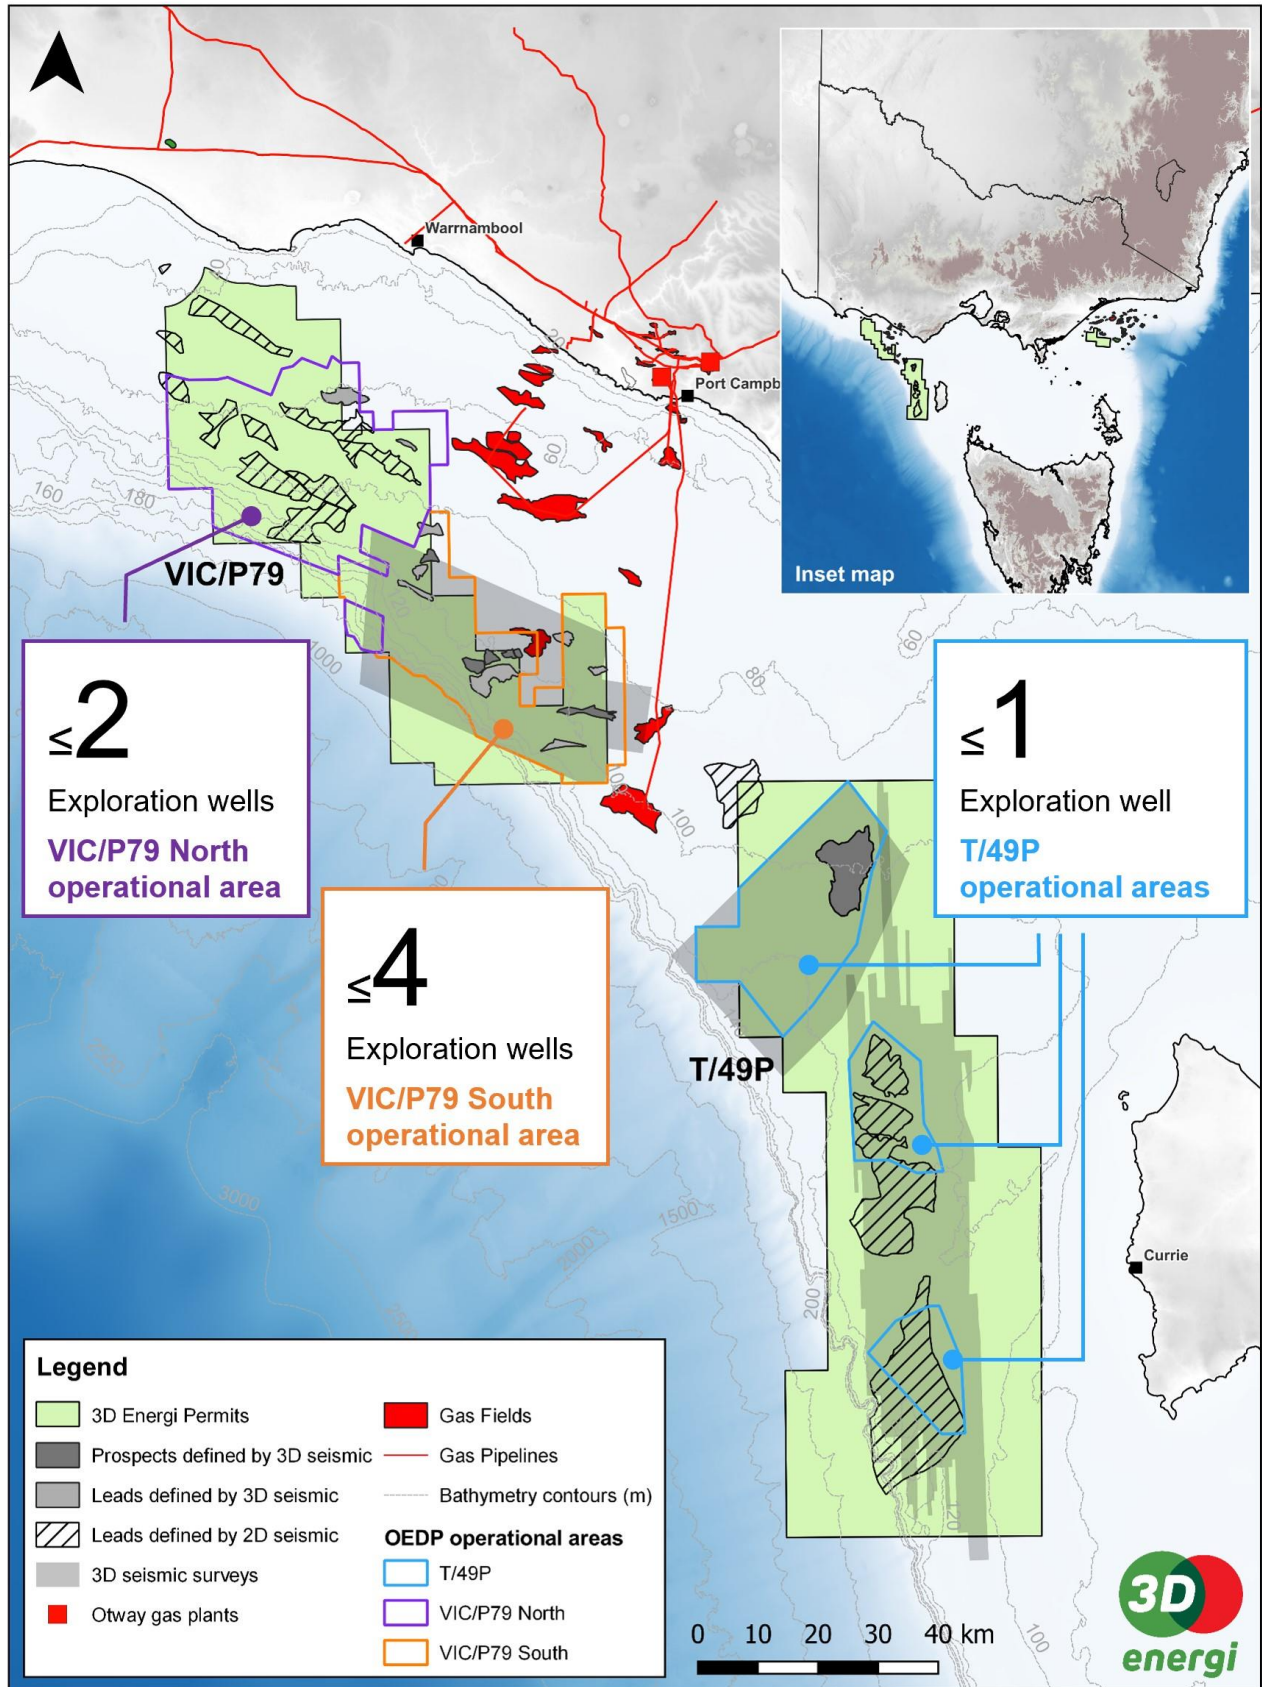 Warrnambool
20
60
Port Campb
160
180
VIC/P79
Inset map
120
1000
60
80
100
100
≤2
Exploration wells
VIC/P79 North
operational area
≤4
Exploration wells
VIC/P79 South
operational area
≤1
Exploration well
T/49P
operational areas
T/49P
3000
1500
2000
200
Currie
120
100
Legend
3D Energi Permits
Prospects defined by 3D seismic
Leads defined by 3D seismic
Leads defined by 2D seismic
3D seismic surveys
Otway gas plants
Gas Fields
Gas Pipelines
Bathymetry contours (m)
OEDP operational areas
T/49P
VIC/P79 North
VIC/P79 South
0 10 20 30 40 km
3D
energi